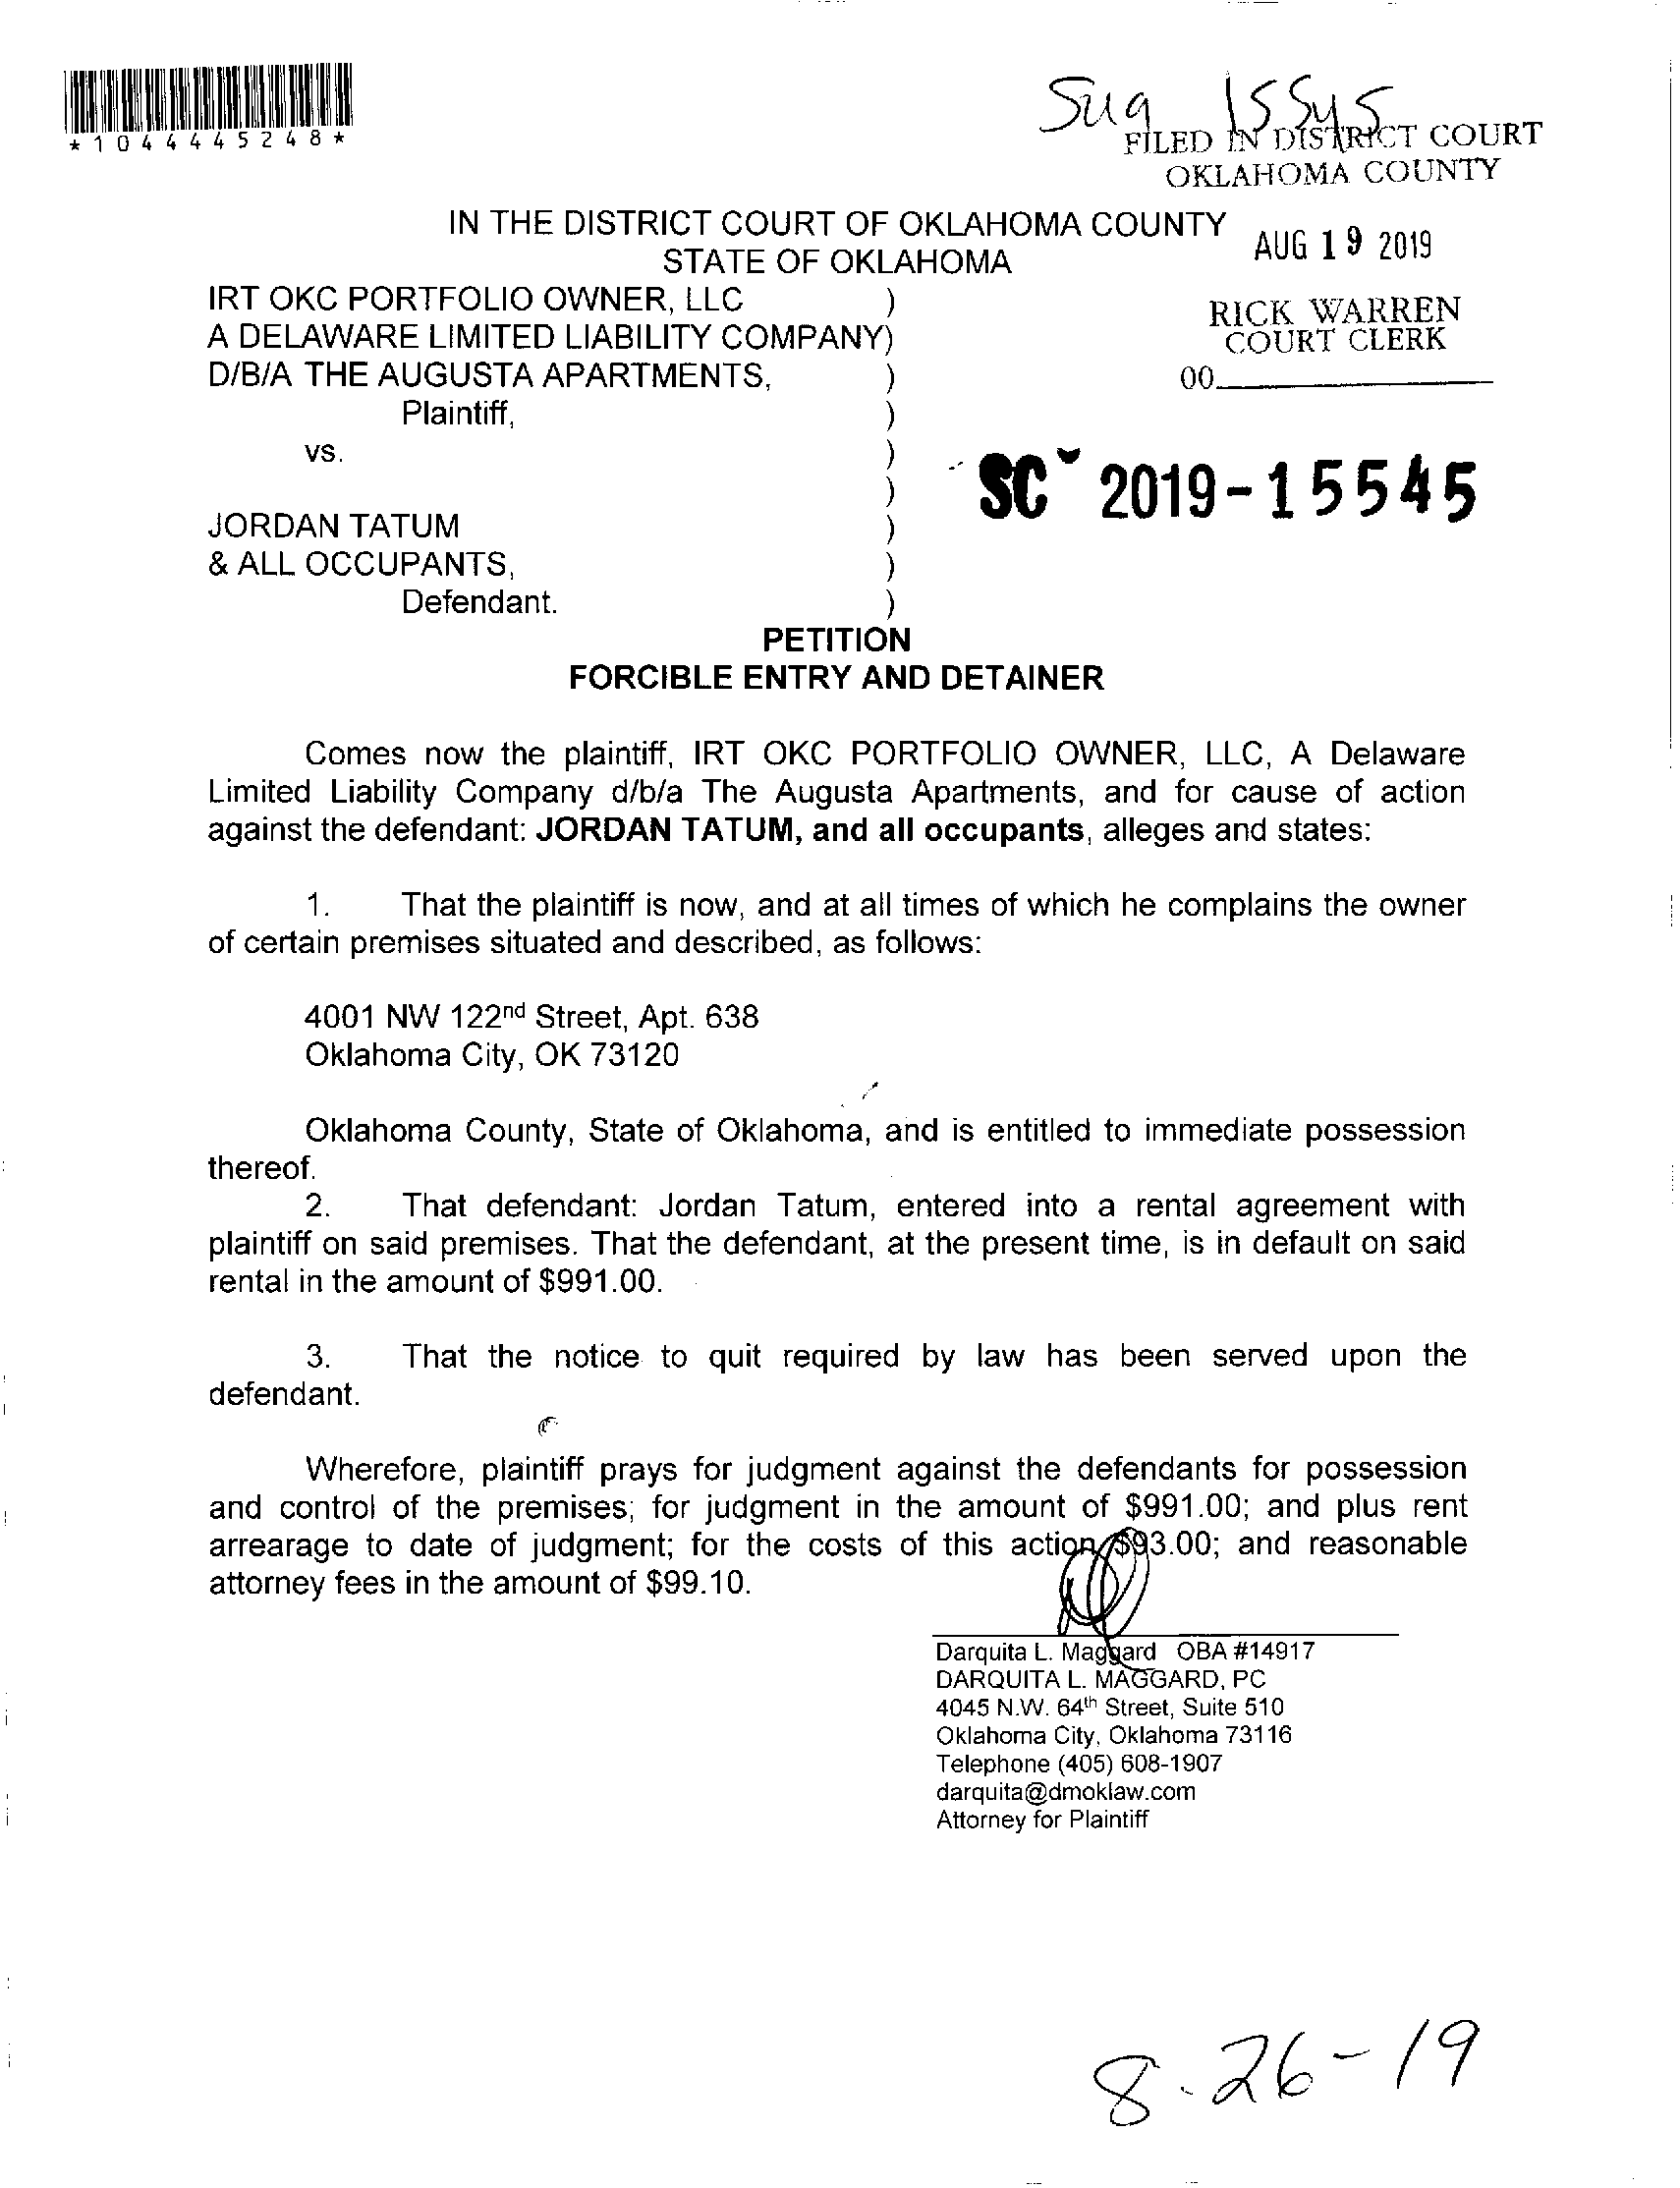 *1044445248*
Sug 15545
FILED IN DISTRICT COURT
OKLAHOMA COUNTY
IN THE DISTRICT COURT OF OKLAHOMA COUNTY
STATE OF OKLAHOMA
AUG 19 2019
IRT OKC PORTFOLIO OWNER, LLC )
A DELAWARE LIMITED LIABILITY COMPANY)
D/B/A THE AUGUSTA APARTMENTS, )
Plaintiff, )
RICK WARREN
COURT CLERK
00
vs. )
)
SC 2019-15545
JORDAN TATUM )
& ALL OCCUPANTS, )
Defendant. )
PETITION
FORCIBLE ENTRY AND DETAINER
Comes now the plaintiff, IRT OKC PORTFOLIO OWNER, LLC, A Delaware
Limited Liability Company d/b/a The Augusta Apartments, and for cause of action
against the defendant: JORDAN TATUM, and all occupants, alleges and states:
1. That the plaintiff is now, and at all times of which he complains the owner
of certain premises situated and described, as follows:
4001 NW 122nd Street, Apt. 638
Oklahoma City, OK 73120
Oklahoma County, State of Oklahoma, and is entitled to immediate possession
thereof.
2. That defendant: Jordan Tatum, entered into a rental agreement with
plaintiff on said premises. That the defendant, at the present time, is in default on said
rental in the amount of $991.00.
3. That the notice to quit required by law has been served upon the
defendant.
Wherefore, plaintiff prays for judgment against the defendants for possession
and control of the premises; for judgment in the amount of $991.00; and plus rent
arrearage to date of judgment; for the costs of this action $93.00; and reasonable
attorney fees in the amount of $99.10.
Darquita L. Maggard OBA #14917
DARQUITA L. MAGGARD, PC
4045 N.W. 64th Street, Suite 510
Oklahoma City, Oklahoma 73116
Telephone (405) 608-1907
darquita@dmoklaw.com
Attorney for Plaintiff
8-26-19